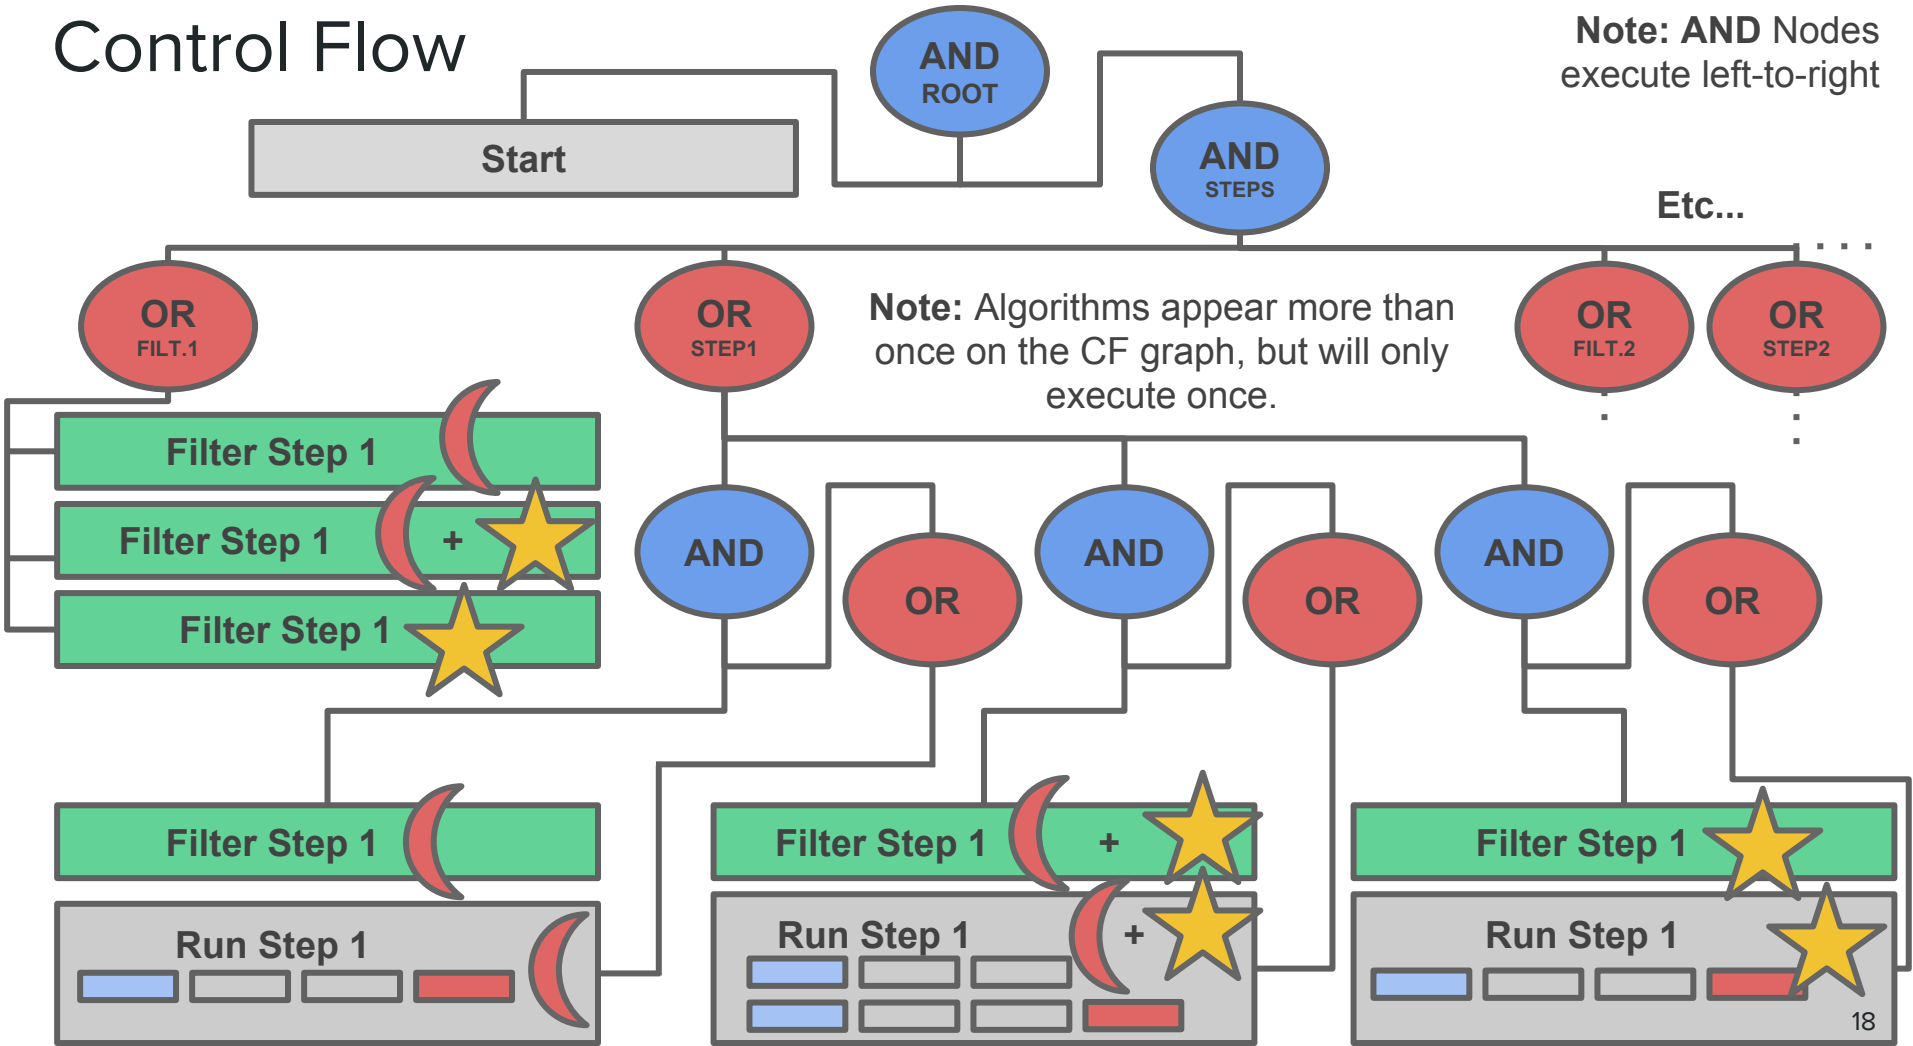 Control Flow
AND
ROOT
Note: AND Nodes
execute left-to-right
Start
AND
STEPS
Etc...
OR
FILT.1
OR
STEP1
Note: Algorithms appear more than
once on the CF graph, but will only
execute once.
OR
FILT.2
OR
STEP2
Filter Step 1
Filter Step 1 +
Filter Step 1
AND
OR
AND
OR
AND
OR
Filter Step 1
Filter Step 1 +
Filter Step 1
Run Step 1
Run Step 1 +
Run Step 1
18